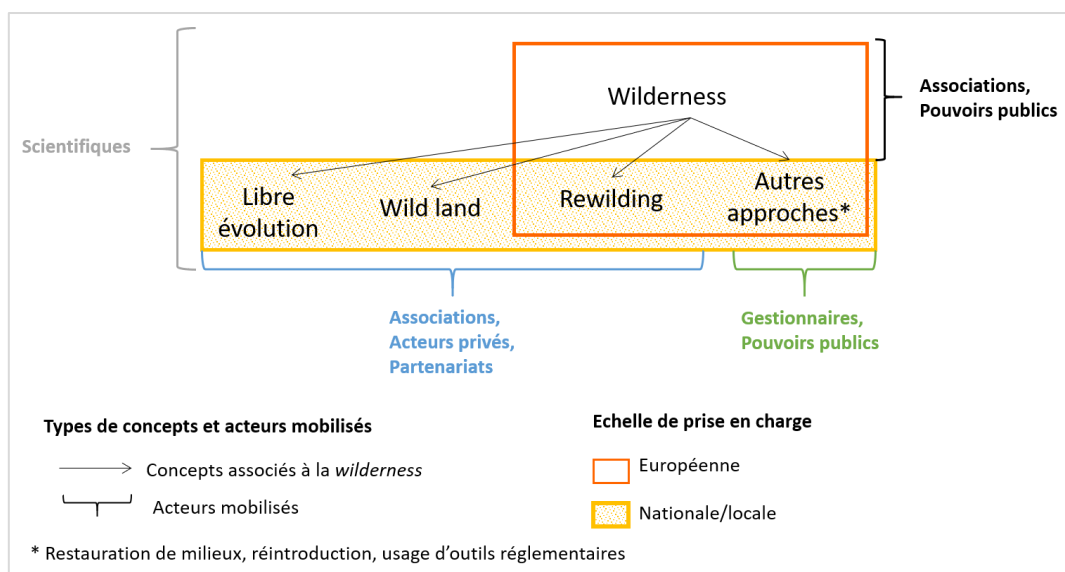 Wilderness
Associations,
Pouvoirs publics
Scientifiques
Libre
évolution
Wild land
Rewilding
Autres
approches*
Associations,
Acteurs privés,
Partenariats
Gestionnaires,
Pouvoirs publics
Types de concepts et acteurs mobilisés
Concepts associés à la wilderness
Acteurs mobilisés
Echelle de prise en charge
Européenne
Nationale/locale
* Restauration de milieux, réintroduction, usage d'outils réglementaires